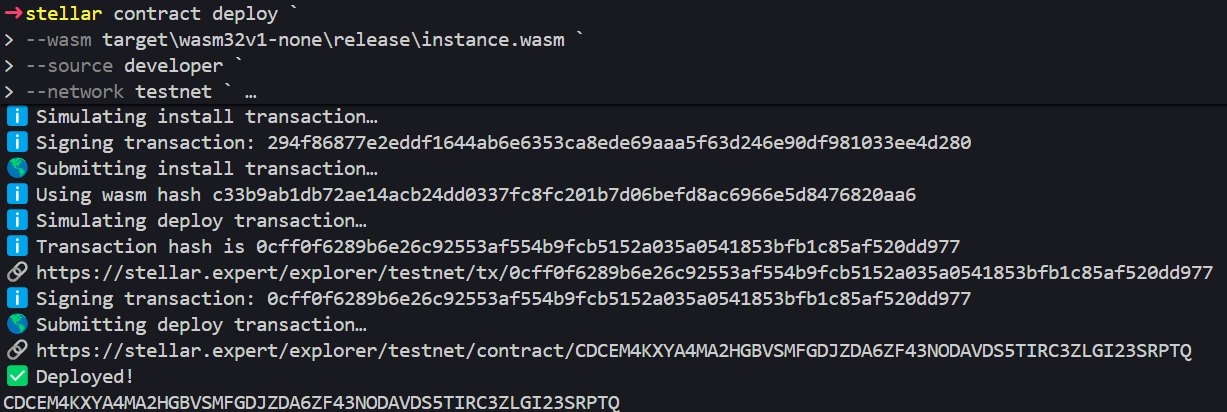 →stellar contract deploy `
> --wasm target\wasm32v1-none\release\instance.wasm `
> --source developer `
> --network testnet ` …
ℹ️ Simulating install transaction…
ℹ️ Signing transaction: 294f86877e2eddf1644ab6e6353ca8ede69aaa5f63d246e90df981033ee4d280
🌎 Submitting install transaction…
ℹ️ Using wasm hash c33b9ab1db72ae14acb24dd0337fc8fc201b7d06befd8ac6966e5d8476820aa6
ℹ️ Simulating deploy transaction…
ℹ️ Transaction hash is 0cff0f6289b6e26c92553af554b9fcb5152a035a0541853bfb1c85af520dd977
🔗 https://stellar.expert/explorer/testnet/tx/0cff0f6289b6e26c92553af554b9fcb5152a035a0541853bfb1c85af520dd977
ℹ️ Signing transaction: 0cff0f6289b6e26c92553af554b9fcb5152a035a0541853bfb1c85af520dd977
🌎 Submitting deploy transaction…
🔗 https://stellar.expert/explorer/testnet/contract/CDCEM4KXYA4MA2HGBVSMFGDJZDA6ZF43NODAVDS5TIRC3ZLGI23SRPTQ
✅ Deployed!
CDCEM4KXYA4MA2HGBVSMFGDJZDA6ZF43NODAVDS5TIRC3ZLGI23SRPTQ